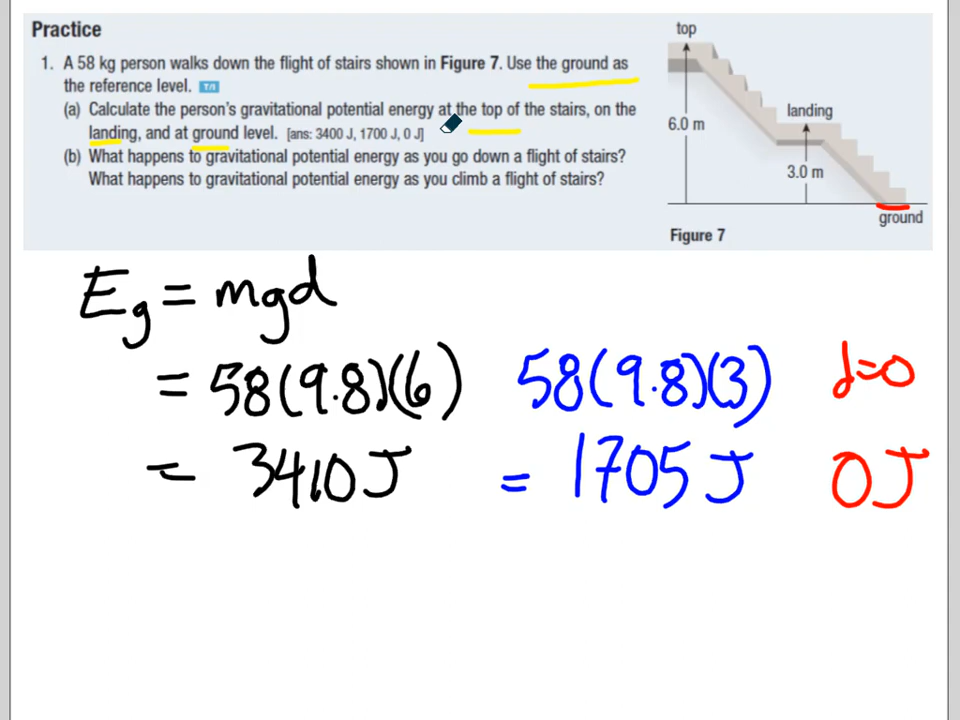 Practice
1. A 58 kg person walks down the flight of stairs shown in Figure 7. Use the ground as
the reference level. T/I
(a) Calculate the person's gravitational potential energy at the top of the stairs, on the
landing, and at ground level. [ans: 3400 J, 1700 J, 0 J]
(b) What happens to gravitational potential energy as you go down a flight of stairs?
What happens to gravitational potential energy as you climb a flight of stairs?
top
landing
6.0 m
3.0 m
ground
Figure 7
Eg = mgd
= 58(9.8)(6)
58(9.8)(3)
d=0
= 3410 J
= 1705 J
0 J